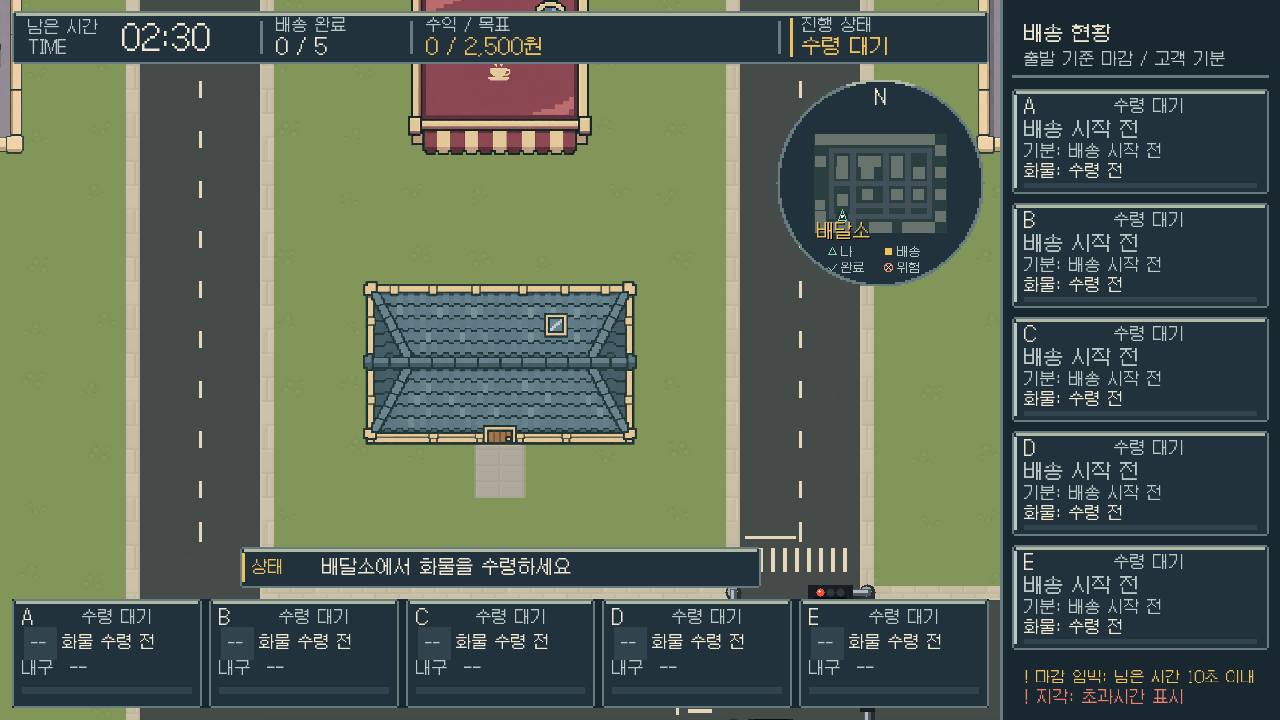 남은 시간
TIME
02:30
배송 완료
0 / 5
수익 / 목표
0 / 2,500원
진행 상태
수령 대기
N
배달소
나
배송
완료
위험
배송 현황
출발 기준 마감 / 고객 기분
A 수령 대기
배송 시작 전
기분: 배송 시작 전
화물: 수령 전
B 수령 대기
배송 시작 전
기분: 배송 시작 전
화물: 수령 전
C 수령 대기
배송 시작 전
기분: 배송 시작 전
화물: 수령 전
D 수령 대기
배송 시작 전
기분: 배송 시작 전
화물: 수령 전
E 수령 대기
배송 시작 전
기분: 배송 시작 전
화물: 수령 전
! 마감 임박: 남은 시간 10초 이내
! 지각: 초과시간 표시
상태 배달소에서 화물을 수령하세요
A 수령 대기
-- 화물 수령 전
내구 --
B 수령 대기
-- 화물 수령 전
내구 --
C 수령 대기
-- 화물 수령 전
내구 --
D 수령 대기
-- 화물 수령 전
내구 --
E 수령 대기
-- 화물 수령 전
내구 --